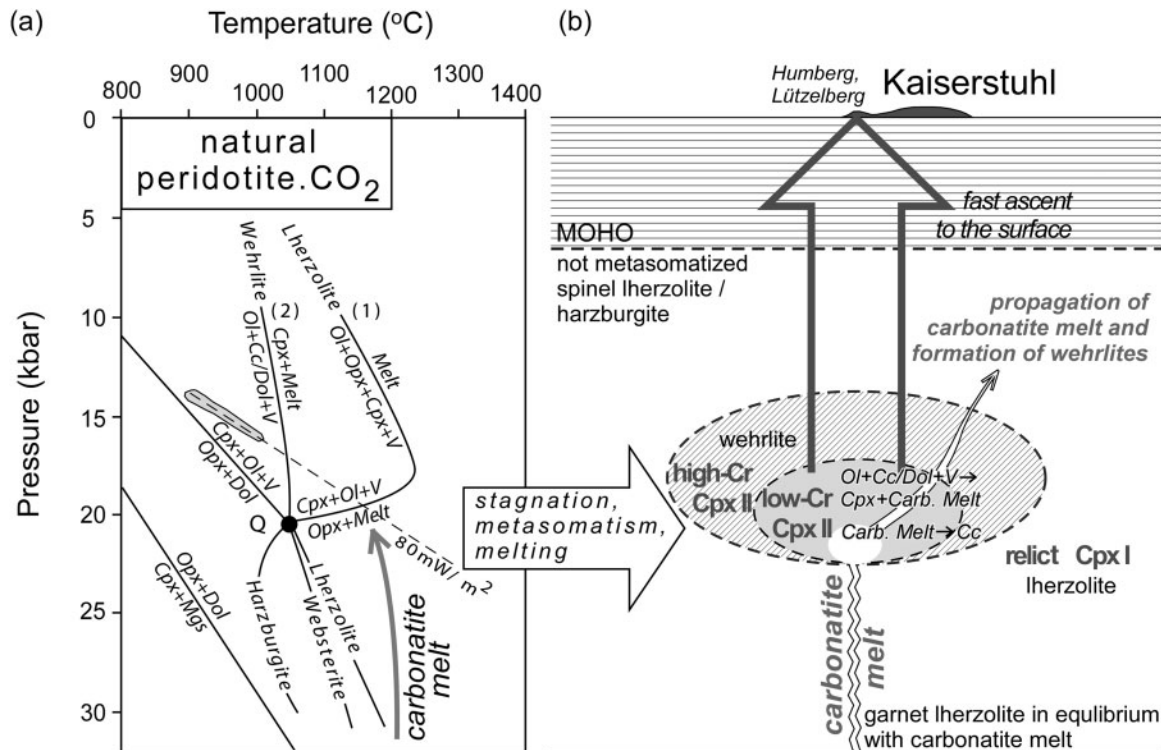 (a)
Temperature (°C)
900 1100 1300
800 1000 1200 1400
0
natural
peridotite.CO2
5
10
15
20
25
30
Pressure (kbar)
Wehrlite (2)
Ol+Cc/Dol+V
Cpx+Melt
Lherzolite (1)
Ol+Opx+Cpx+V
Melt
Cpx+Ol+V
Opx+Dol
Q
Cpx+Ol+V
Opx+Melt
80mW/m2
Opx+Dol
Cpx+Mgs
Harzburgite
Lherzolite
Websterite
carbonatite
melt
stagnation,
metasomatism,
melting
(b)
Humberg,
Lützelberg
Kaiserstuhl
fast ascent
to the surface
MOHO
not metasomatized
spinel lherzolite /
harzburgite
propagation of
carbonatite melt and
formation of wehrlites
wehrlite
high-Cr
Cpx II
low-Cr
Cpx II
Ol+Cc/Dol+V→
Cpx+Carb. Melt
Carb. Melt→Cc
relict Cpx I
lherzolite
carbonatite
melt
garnet lherzolite in equlibrium
with carbonatite melt